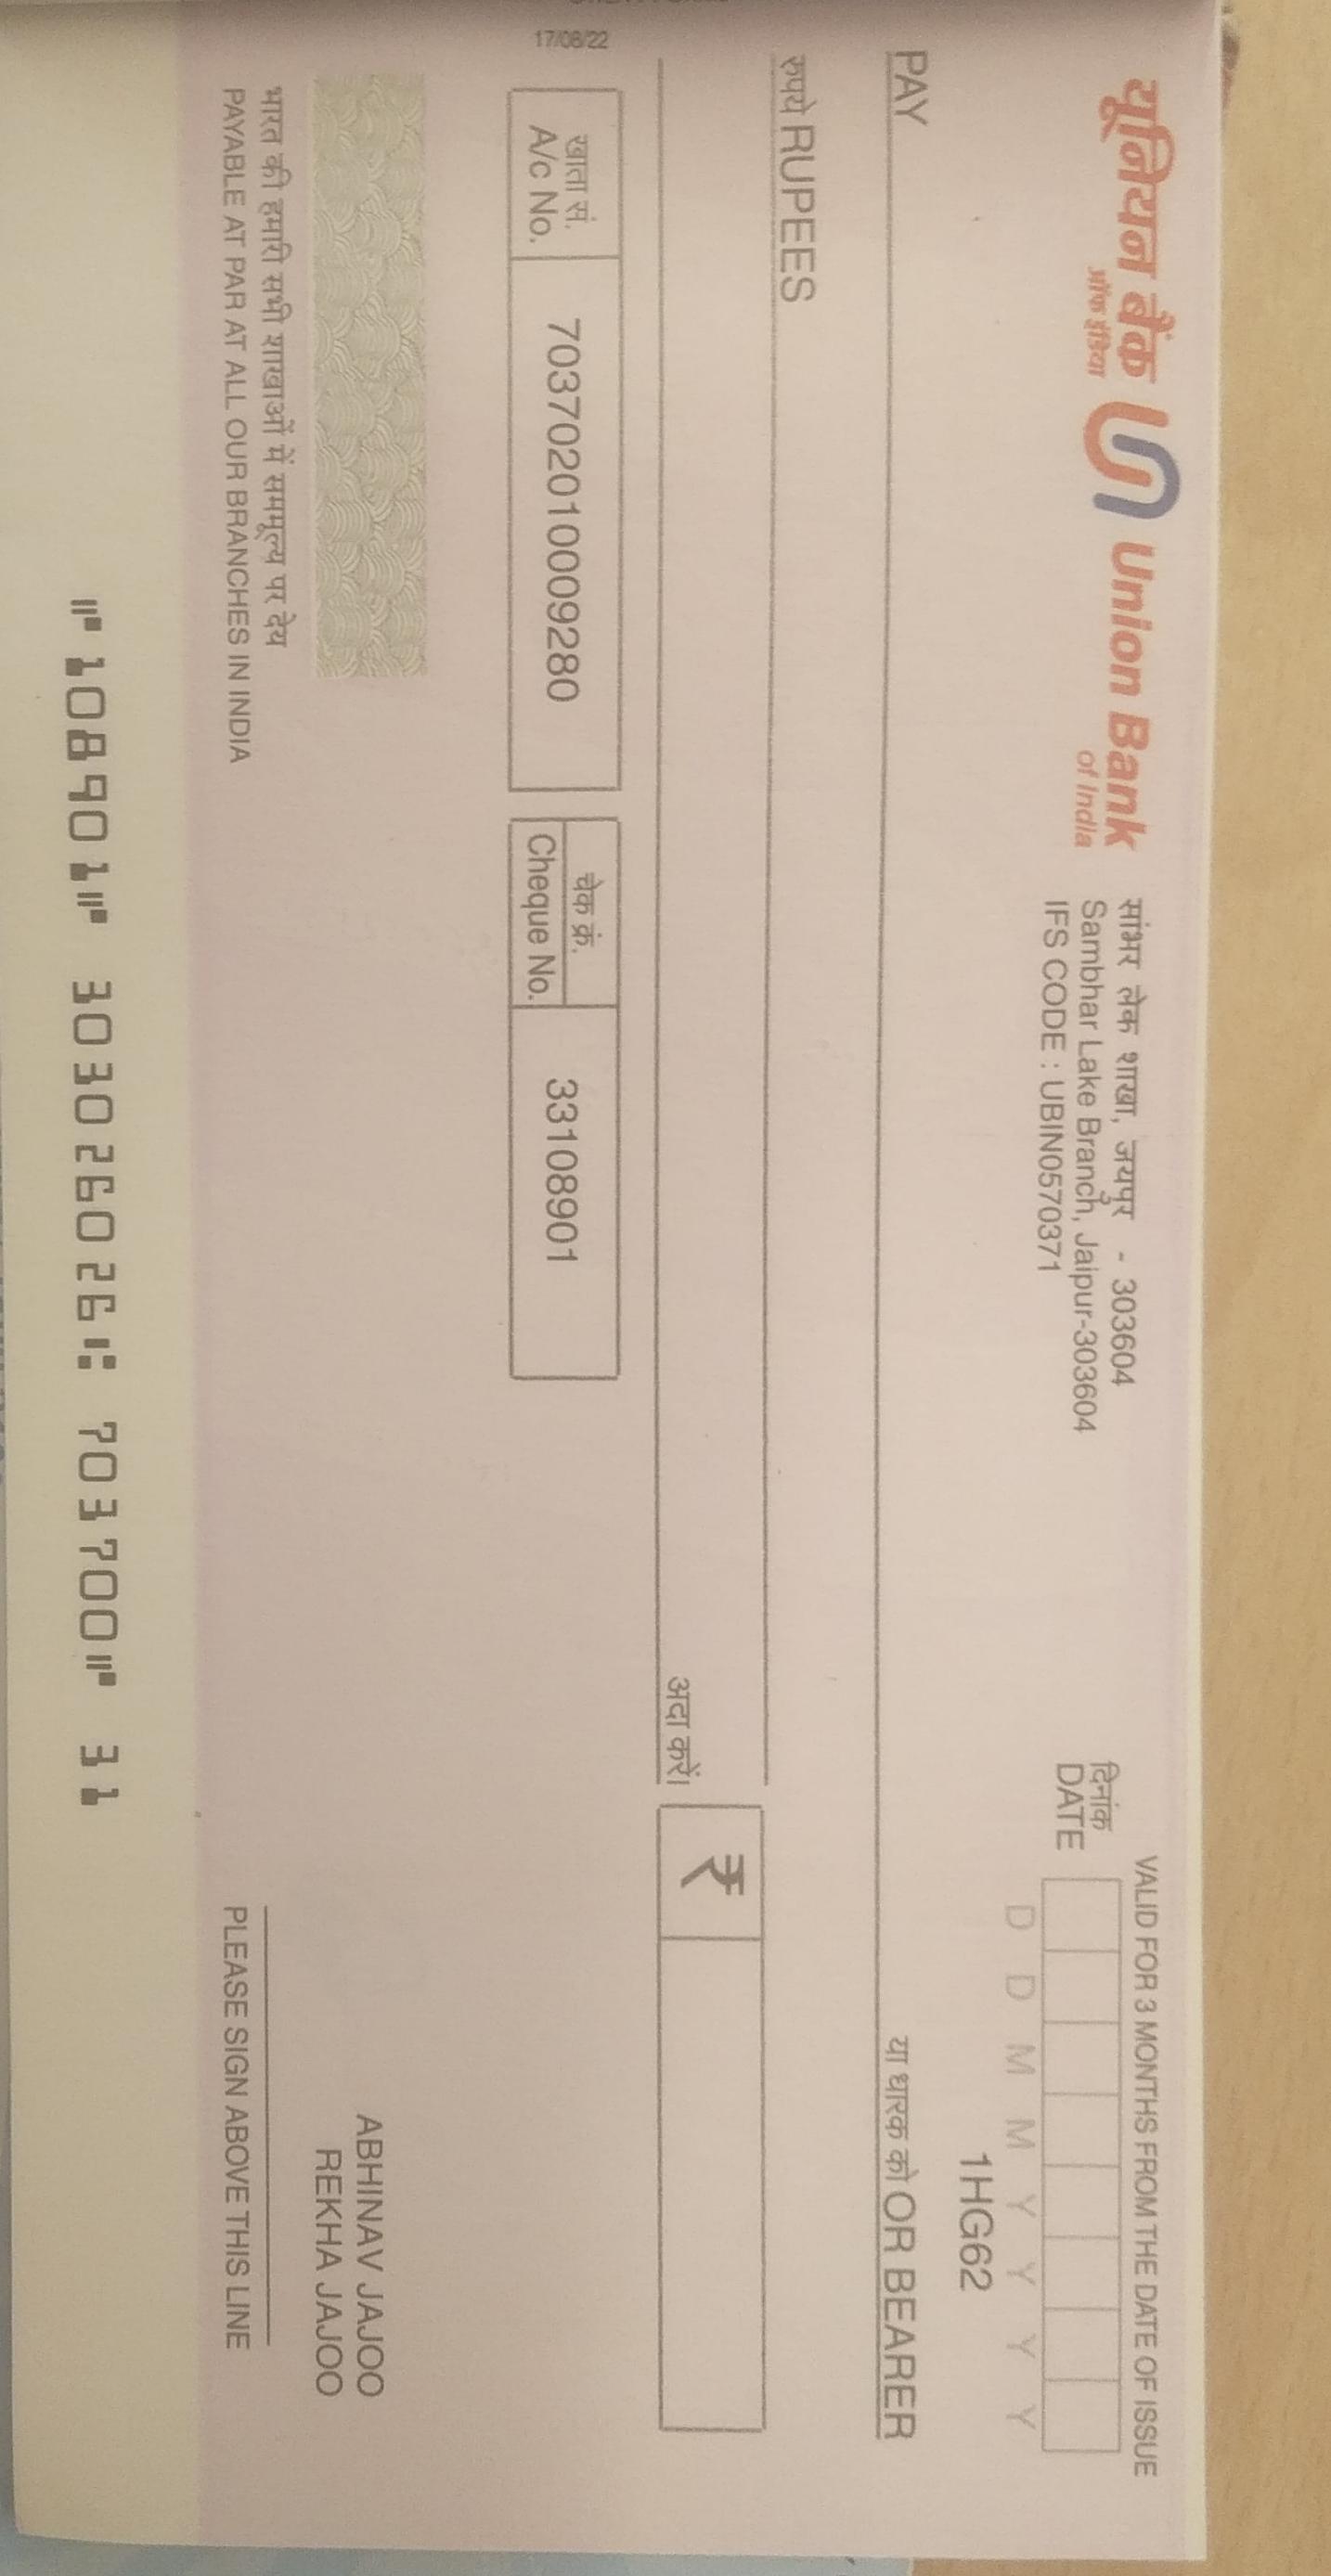 VALID FOR 3 MONTHS FROM THE DATE OF ISSUE
यूनियन बैंक Union Bank
ऑफ इंडिया of India
सांभर लेक शाखा, जयपुर - 303604
Sambhar Lake Branch, Jaipur-303604
IFS CODE : UBIN0570371
दिनांक
DATE
D D M M Y Y Y Y
1HG62
PAY
या धारक को OR BEARER
रुपये RUPEES
अदा करें।
₹
17/08/22
खाता सं.
A/c No.
703702010009280
चेक क्रं.
Cheque No.
33108901
ABHINAV JAJOO
REKHA JAJOO
भारत की हमारी सभी शाखाओं में सममूल्य पर देय
PAYABLE AT PAR AT ALL OUR BRANCHES IN INDIA
PLEASE SIGN ABOVE THIS LINE
⑈108901⑈ 303026026⑆ 703700⑈ 31